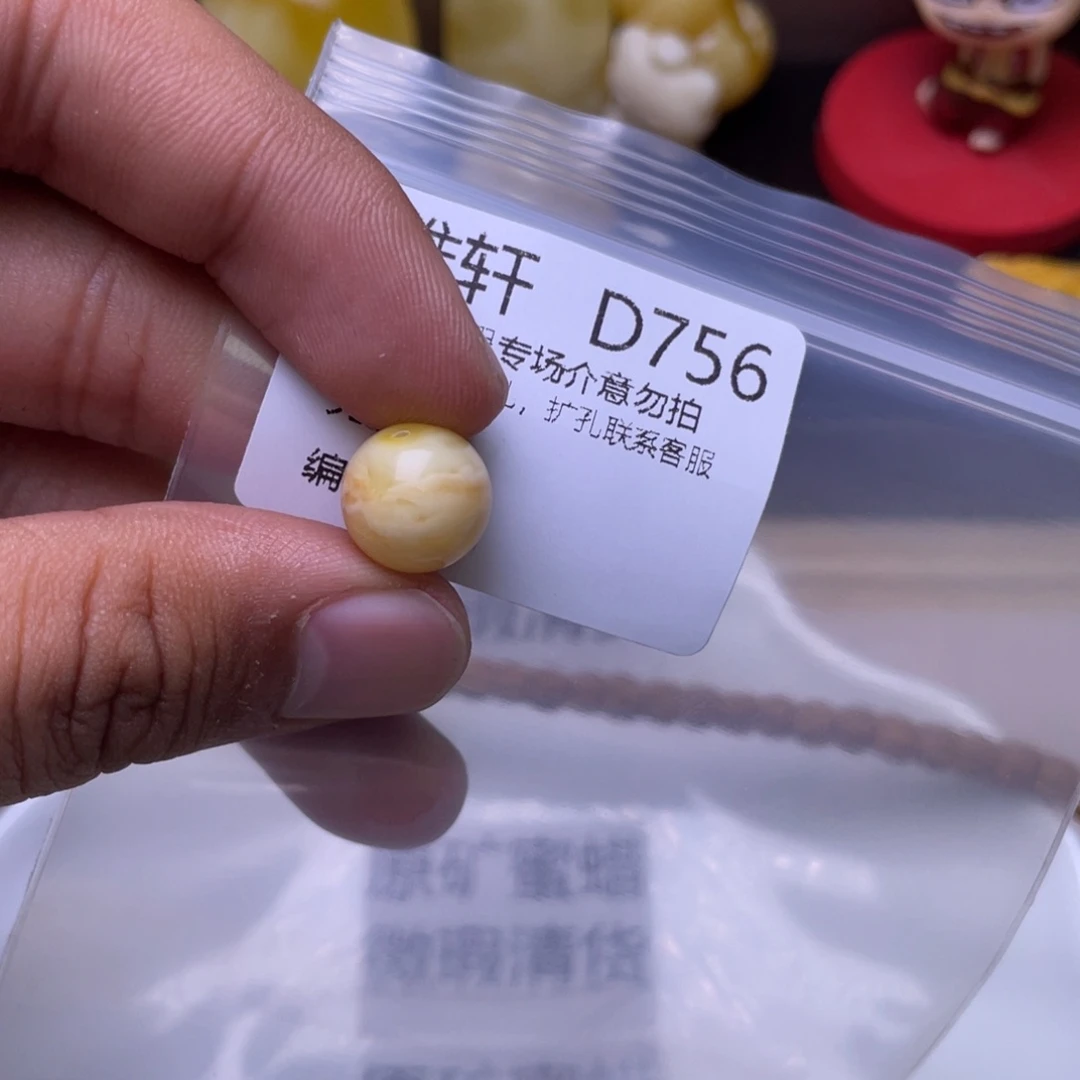 轩 D756
专场介意勿拍
，扩孔联系客服
编
原矿蜜蜡
微瑕清货